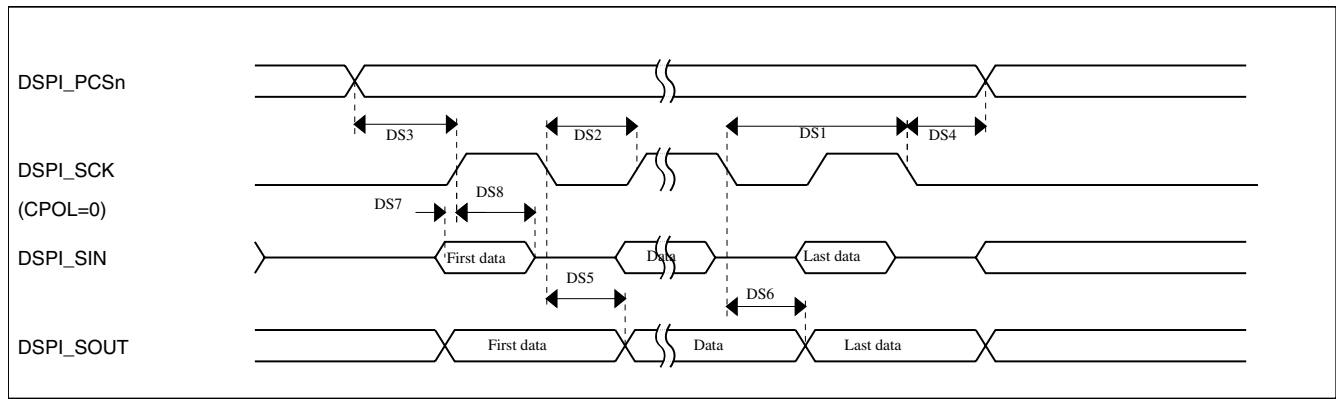 DSPI_PCSn
DS3
DS2
DS1
DS4
DSPI_SCK
(CPOL=0)
DS7
DS8
DSPI_SIN
First data
Data
Last data
DS5
DS6
DSPI_SOUT
First data
Data
Last data